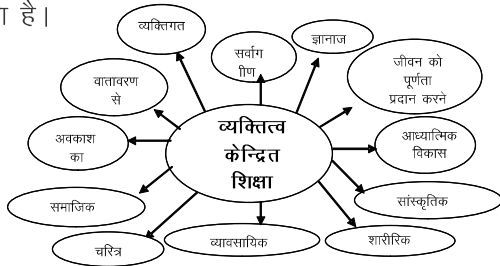 है।
व्यक्तिगत
सर्वाग
ीण
ज्ञानाज
जीवन को
पूर्णता
प्रदान करने
वातावरण
से
अवकाश
का
व्यक्तित्व
केन्द्रित
शिक्षा
आध्यात्मिक
विकास
समाजिक
सांस्कृतिक
चरित्र
व्यावसायिक
शारीरिक